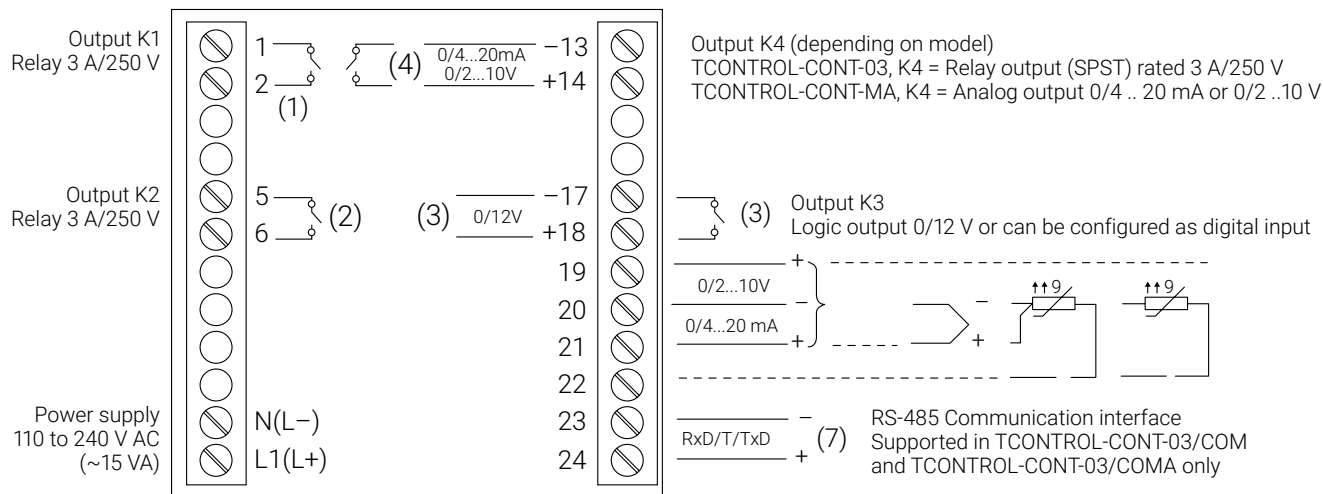 Output K1
Relay 3 A/250 V
1
2
(1)
(4)
0/4...20mA
0/2...10V
−13
+14
Output K4 (depending on model)
TCONTROL-CONT-03, K4 = Relay output (SPST) rated 3 A/250 V
TCONTROL-CONT-MA, K4 = Analog output 0/4 .. 20 mA or 0/2 ..10 V
Output K2
Relay 3 A/250 V
5
6
(2)
(3)
0/12V
−17
+18
(3)
Output K3
Logic output 0/12 V or can be configured as digital input
19
20
21
22
+
0/2...10V
−
0/4...20 mA
+
−
+
9
9
Power supply
110 to 240 V AC
(~15 VA)
N(L−)
L1(L+)
23
24
−
RxD/T/TxD
+
(7)
RS-485 Communication interface
Supported in TCONTROL-CONT-03/COM
and TCONTROL-CONT-03/COMA only